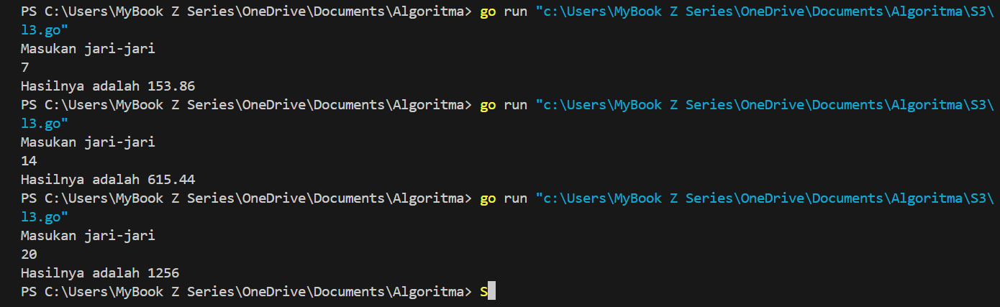 PS C:\Users\MyBook Z Series\OneDrive\Documents\Algoritma> go run "c:\Users\MyBook Z Series\OneDrive\Documents\Algoritma\S3\
l3.go"
Masukan jari-jari
7
Hasilnya adalah 153.86
PS C:\Users\MyBook Z Series\OneDrive\Documents\Algoritma> go run "c:\Users\MyBook Z Series\OneDrive\Documents\Algoritma\S3\
l3.go"
Masukan jari-jari
14
Hasilnya adalah 615.44
PS C:\Users\MyBook Z Series\OneDrive\Documents\Algoritma> go run "c:\Users\MyBook Z Series\OneDrive\Documents\Algoritma\S3\
l3.go"
Masukan jari-jari
20
Hasilnya adalah 1256
PS C:\Users\MyBook Z Series\OneDrive\Documents\Algoritma> S